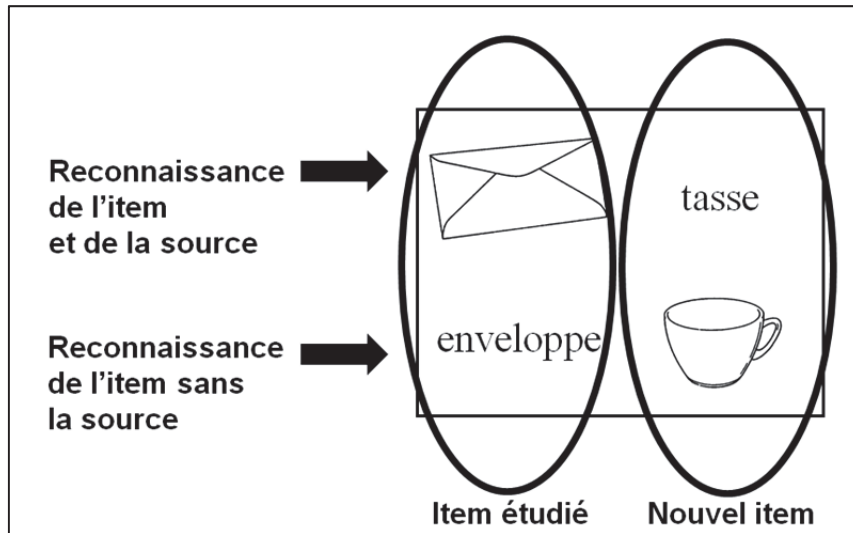 Reconnaissance
de l'item
et de la source
tasse
Reconnaissance
de l'item sans
la source
enveloppe
Item étudié
Nouvel item